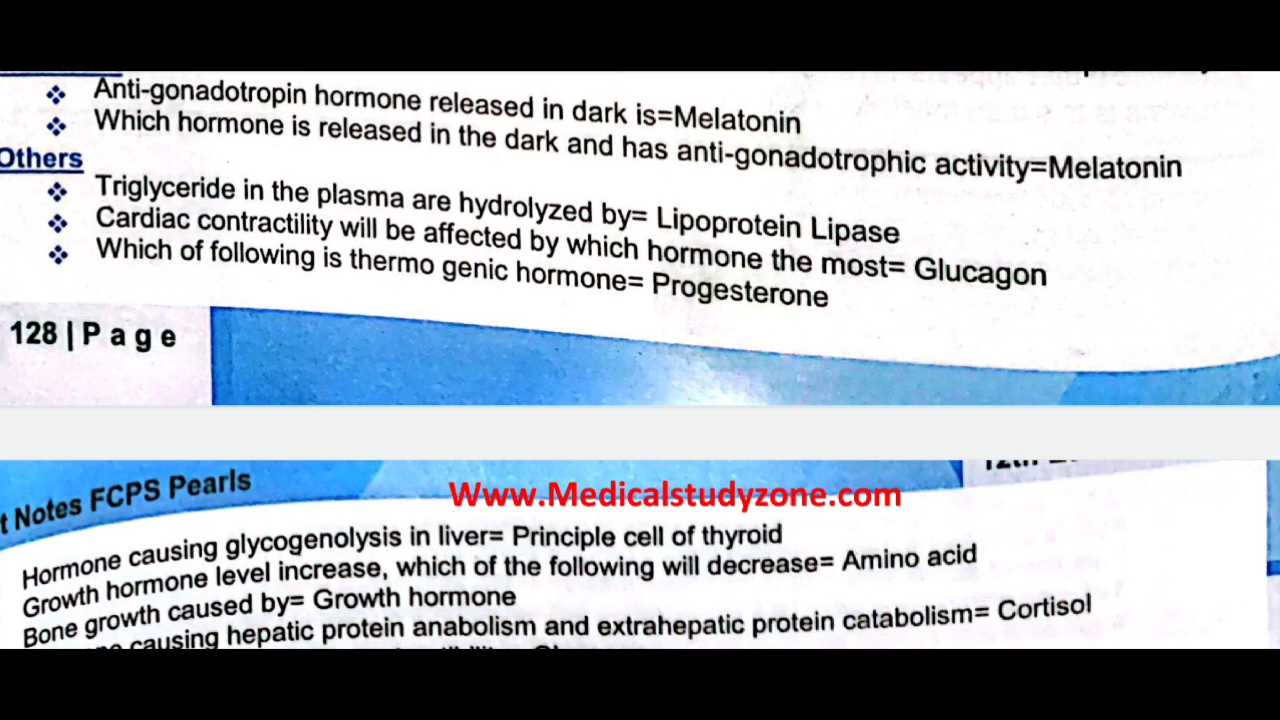 ❖ Anti-gonadotropin hormone released in dark is=Melatonin
❖ Which hormone is released in the dark and has anti-gonadotrophic activity=Melatonin
Others
❖ Triglyceride in the plasma are hydrolyzed by= Lipoprotein Lipase
❖ Cardiac contractility will be affected by which hormone the most= Glucagon
❖ Which of following is thermo genic hormone= Progesterone
128 | P a g e
t Notes FCPS Pearls
Www.Medicalstudyzone.com
Hormone causing glycogenolysis in liver= Principle cell of thyroid
Growth hormone level increase, which of the following will decrease= Amino acid
Bone growth caused by= Growth hormone
causing hepatic protein anabolism and extrahepatic protein catabolism= Cortisol